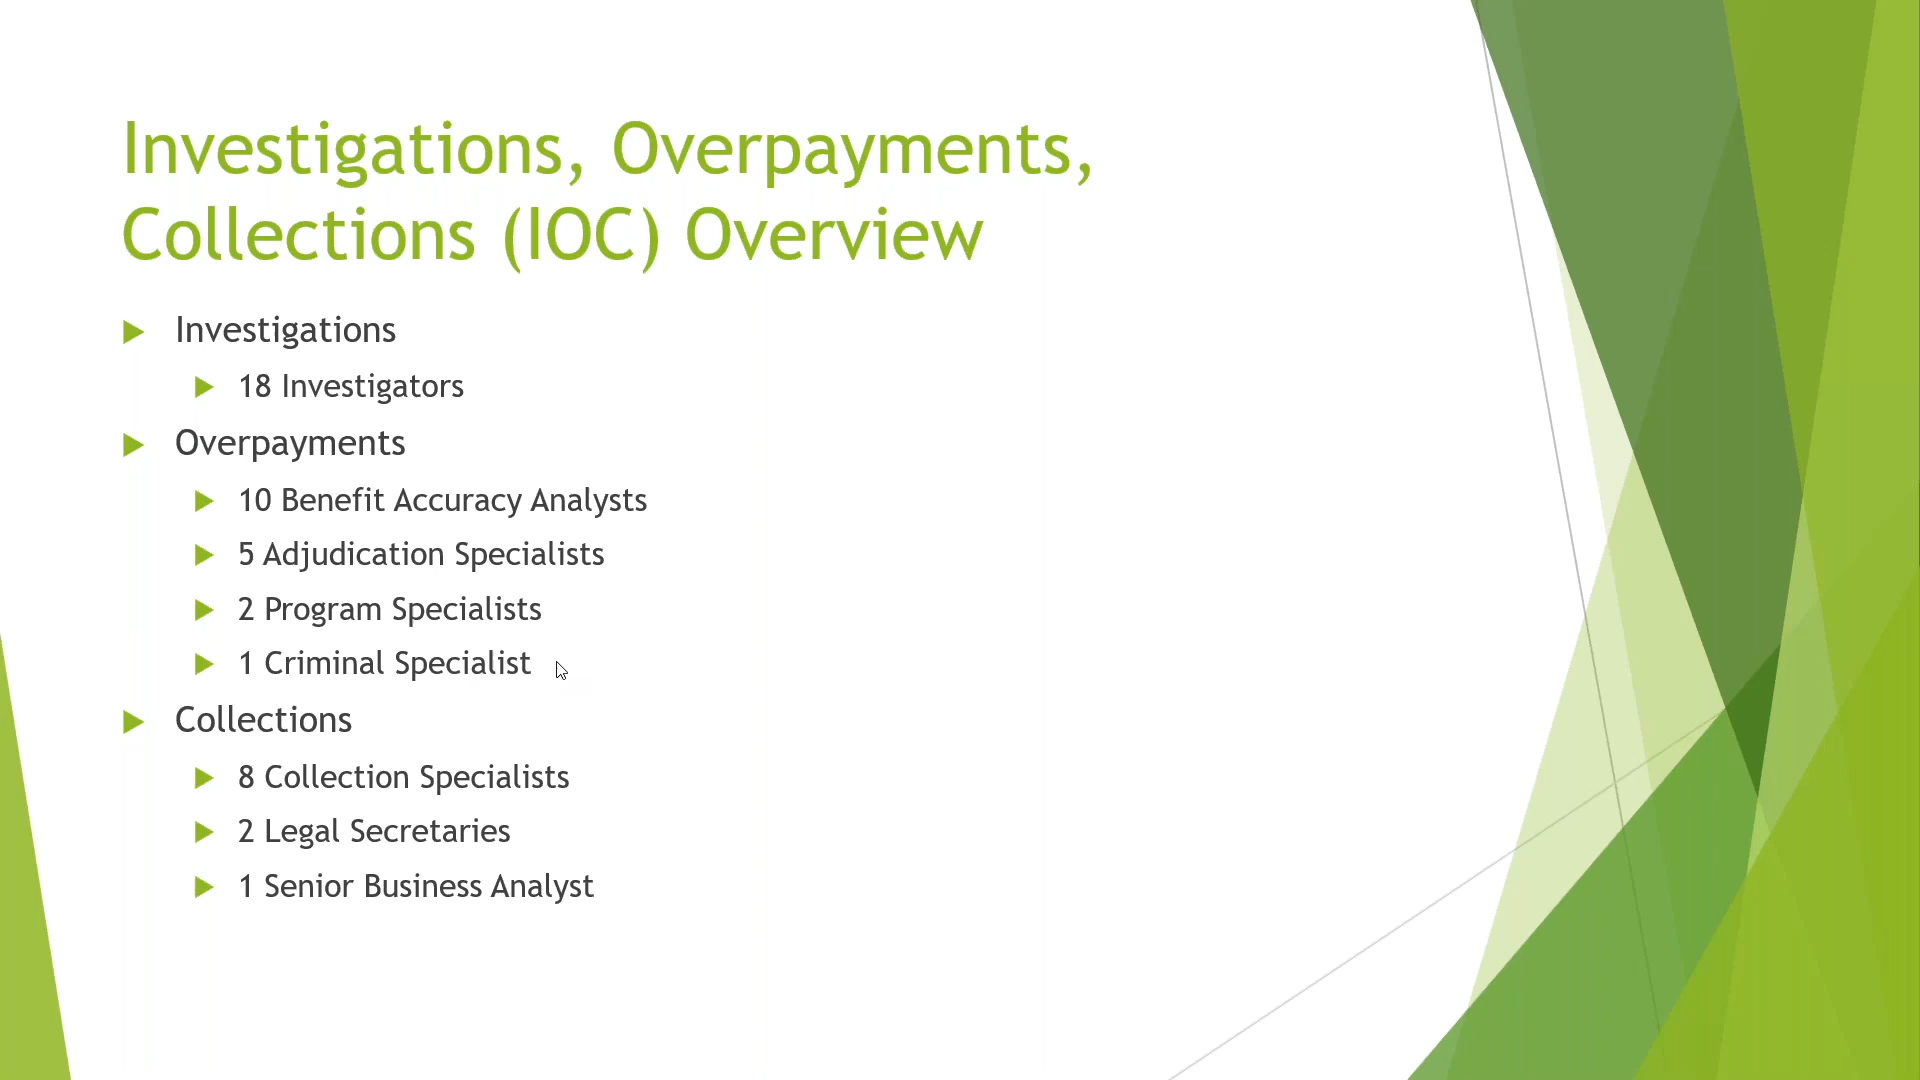 Investigations, Overpayments,
Collections (IOC) Overview
Investigations
18 Investigators
Overpayments
10 Benefit Accuracy Analysts
5 Adjudication Specialists
2 Program Specialists
1 Criminal Specialist
Collections
8 Collection Specialists
2 Legal Secretaries
1 Senior Business Analyst